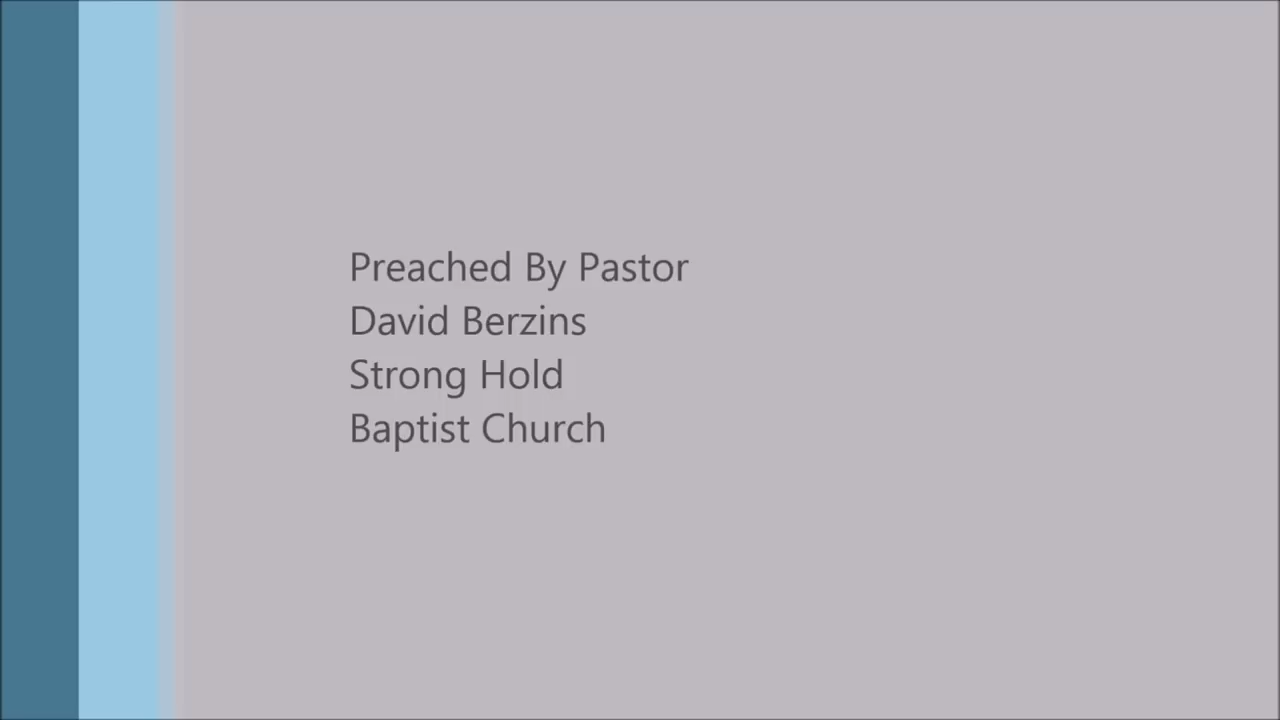 Preached By Pastor
David Berzins
Strong Hold
Baptist Church